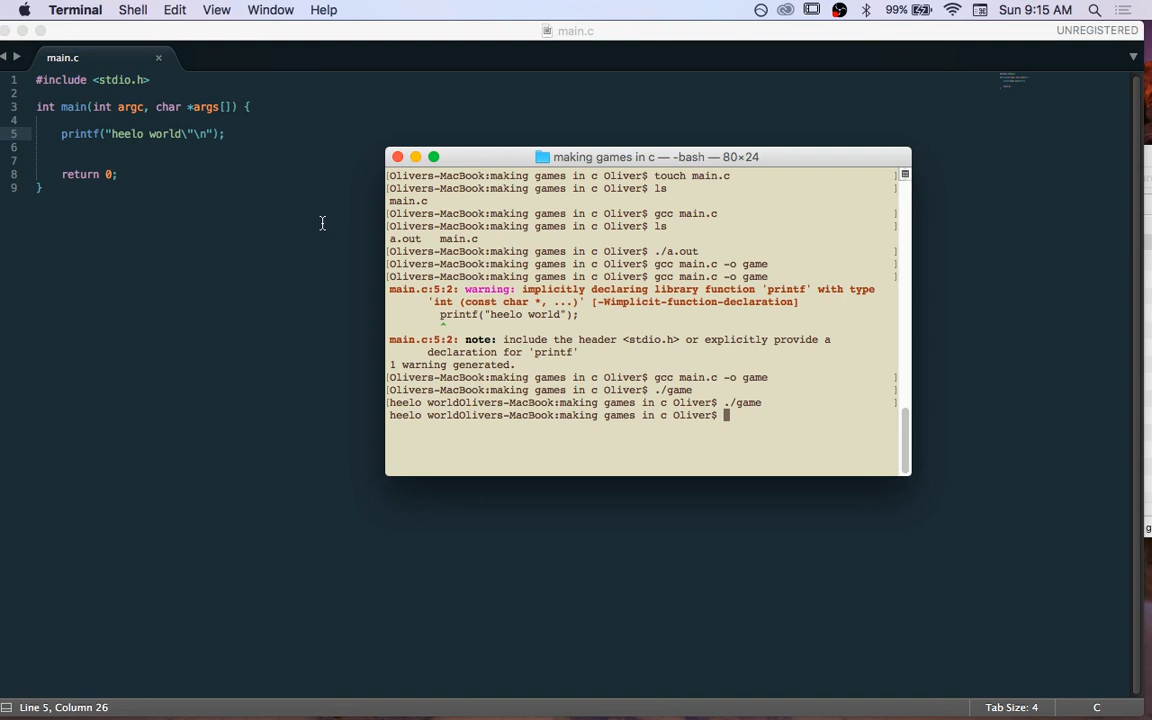 Terminal Shell Edit View Window Help 99% Sun 9:15 AM
main.c UNREGISTERED
main.c ×
1 #include <stdio.h>
2
3 int main(int argc, char *args[]) {
4
5 printf("heelo world\"\n");
6
7
8 return 0;
9 }
making games in c — -bash — 80×24
[Olivers-MacBook:making games in c Oliver$ touch main.c ]
[Olivers-MacBook:making games in c Oliver$ ls ]
main.c
[Olivers-MacBook:making games in c Oliver$ gcc main.c ]
[Olivers-MacBook:making games in c Oliver$ ls ]
a.out main.c
[Olivers-MacBook:making games in c Oliver$ ./a.out ]
[Olivers-MacBook:making games in c Oliver$ gcc main.c -o game ]
[Olivers-MacBook:making games in c Oliver$ gcc main.c -o game ]
main.c:5:2: warning: implicitly declaring library function 'printf' with type
'int (const char *, ...)' [-Wimplicit-function-declaration]
printf("heelo world");
^
main.c:5:2: note: include the header <stdio.h> or explicitly provide a
declaration for 'printf'
1 warning generated.
[Olivers-MacBook:making games in c Oliver$ gcc main.c -o game ]
[Olivers-MacBook:making games in c Oliver$ ./game ]
[heelo worldOlivers-MacBook:making games in c Oliver$ ./game ]
heelo worldOlivers-MacBook:making games in c Oliver$
Line 5, Column 26 Tab Size: 4 C